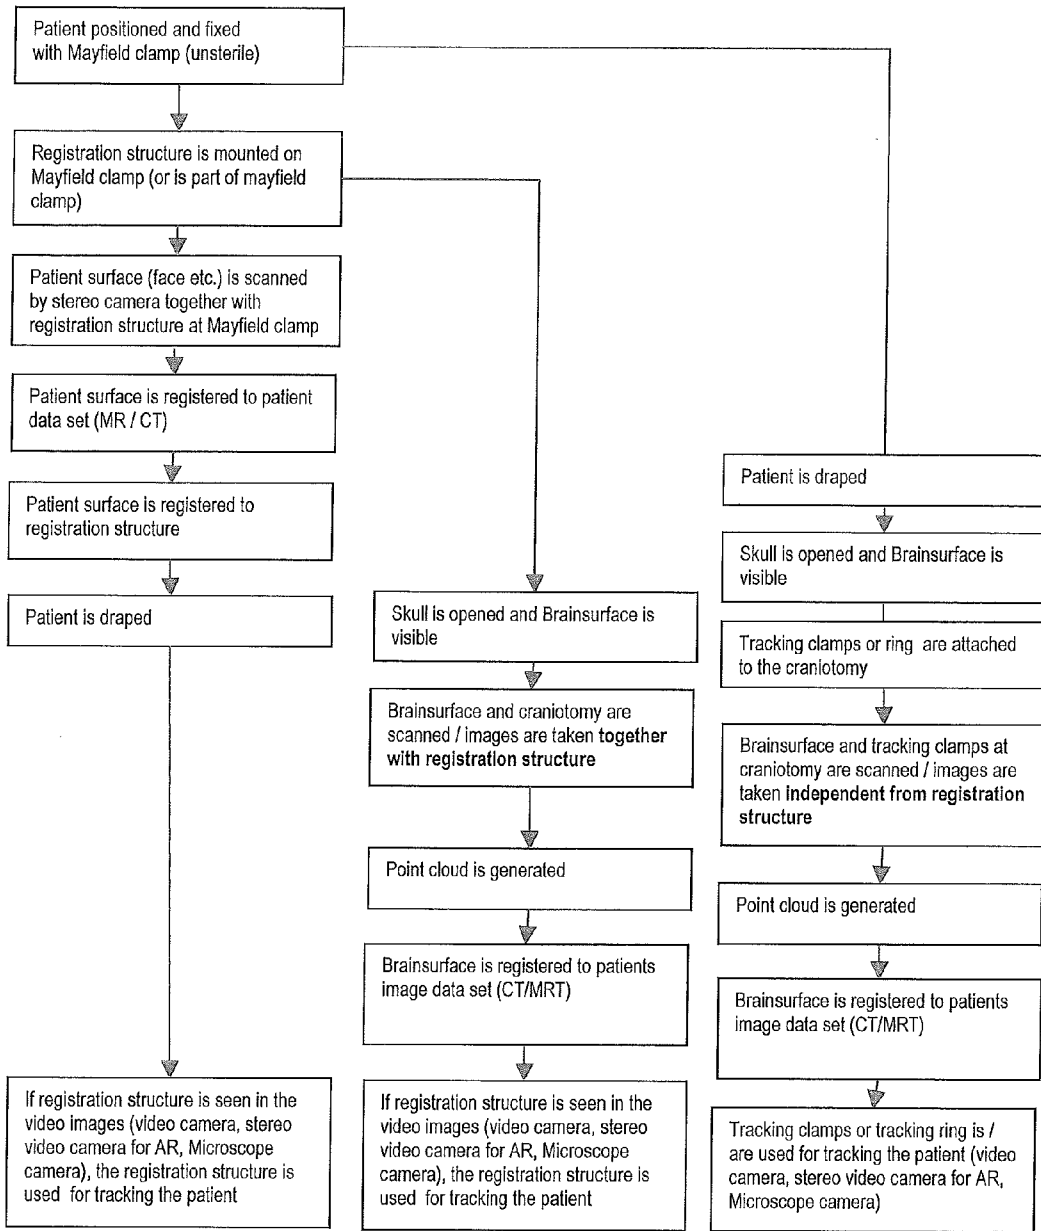 Patient positioned and fixed
with Mayfield clamp (unsterile)
Registration structure is mounted on
Mayfield clamp (or is part of mayfield
clamp)
Patient surface (face etc.) is scanned
by stereo camera together with
registration structure at Mayfield clamp
Patient surface is registered to patient
data set (MR / CT)
Patient surface is registered to
registration structure
Patient is draped
If registration structure is seen in the
video images (video camera, stereo
video camera for AR, Microscope
camera), the registration structure is
used for tracking the patient
Skull is opened and Brainsurface is
visible
Brainsurface and craniotomy are
scanned / images are taken together
with registration structure
Point cloud is generated
Brainsurface is registered to patients
image data set (CT/MRT)
If registration structure is seen in the
video images (video camera, stereo
video camera for AR, Microscope
camera), the registration structure is
used for tracking the patient
Patient is draped
Skull is opened and Brainsurface is
visible
Tracking clamps or ring are attached
to the craniotomy
Brainsurface and tracking clamps at
craniotomy are scanned / images are
taken independent from registration
structure
Point cloud is generated
Brainsurface is registered to patients
image data set (CT/MRT)
Tracking clamps or tracking ring is /
are used for tracking the patient (video
camera, stereo video camera for AR,
Microscope camera)